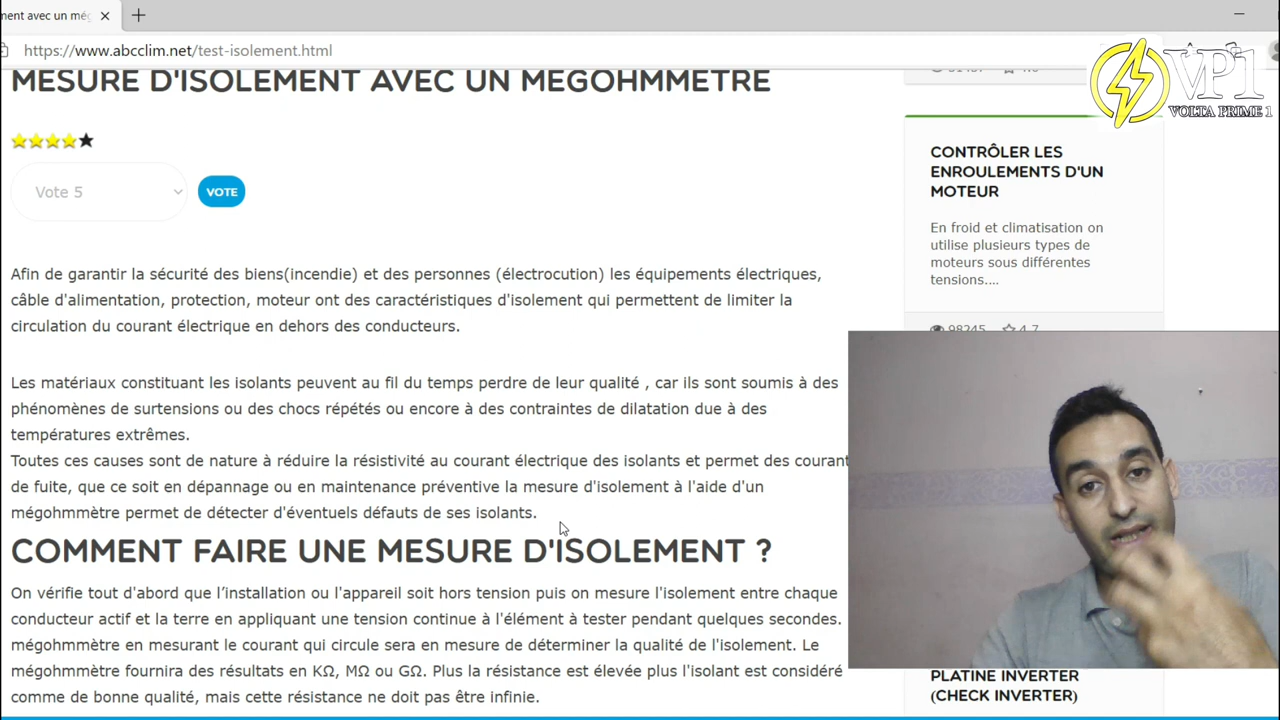 ment avec un még
https://www.abcclim.net/test-isolement.html
VP1
VOLTA PRIME 1
MESURE D'ISOLEMENT AVEC UN MEGOHMMETRE
Vote 5
VOTE
Afin de garantir la sécurité des biens(incendie) et des personnes (électrocution) les équipements électriques,
câble d'alimentation, protection, moteur ont des caractéristiques d'isolement qui permettent de limiter la
circulation du courant électrique en dehors des conducteurs.
Les matériaux constituant les isolants peuvent au fil du temps perdre de leur qualité , car ils sont soumis à des
phénomènes de surtensions ou des chocs répétés ou encore à des contraintes de dilatation due à des
températures extrêmes.
Toutes ces causes sont de nature à réduire la résistivité au courant électrique des isolants et permet des courant
de fuite, que ce soit en dépannage ou en maintenance préventive la mesure d'isolement à l'aide d'un
mégohmmètre permet de détecter d'éventuels défauts de ses isolants.
COMMENT FAIRE UNE MESURE D'ISOLEMENT ?
On vérifie tout d'abord que l’installation ou l'appareil soit hors tension puis on mesure l'isolement entre chaque
conducteur actif et la terre en appliquant une tension continue à l'élément à tester pendant quelques secondes.
mégohmmètre en mesurant le courant qui circule sera en mesure de déterminer la qualité de l'isolement. Le
mégohmmètre fournira des résultats en KΩ, MΩ ou GΩ. Plus la résistance est élevée plus l'isolant est considéré
comme de bonne qualité, mais cette résistance ne doit pas être infinie.
CONTRÔLER LES
ENROULEMENTS D'UN
MOTEUR
En froid et climatisation on
utilise plusieurs types de
moteurs sous différentes
tensions....
98245 4.7
PLATINE INVERTER
(CHECK INVERTER)